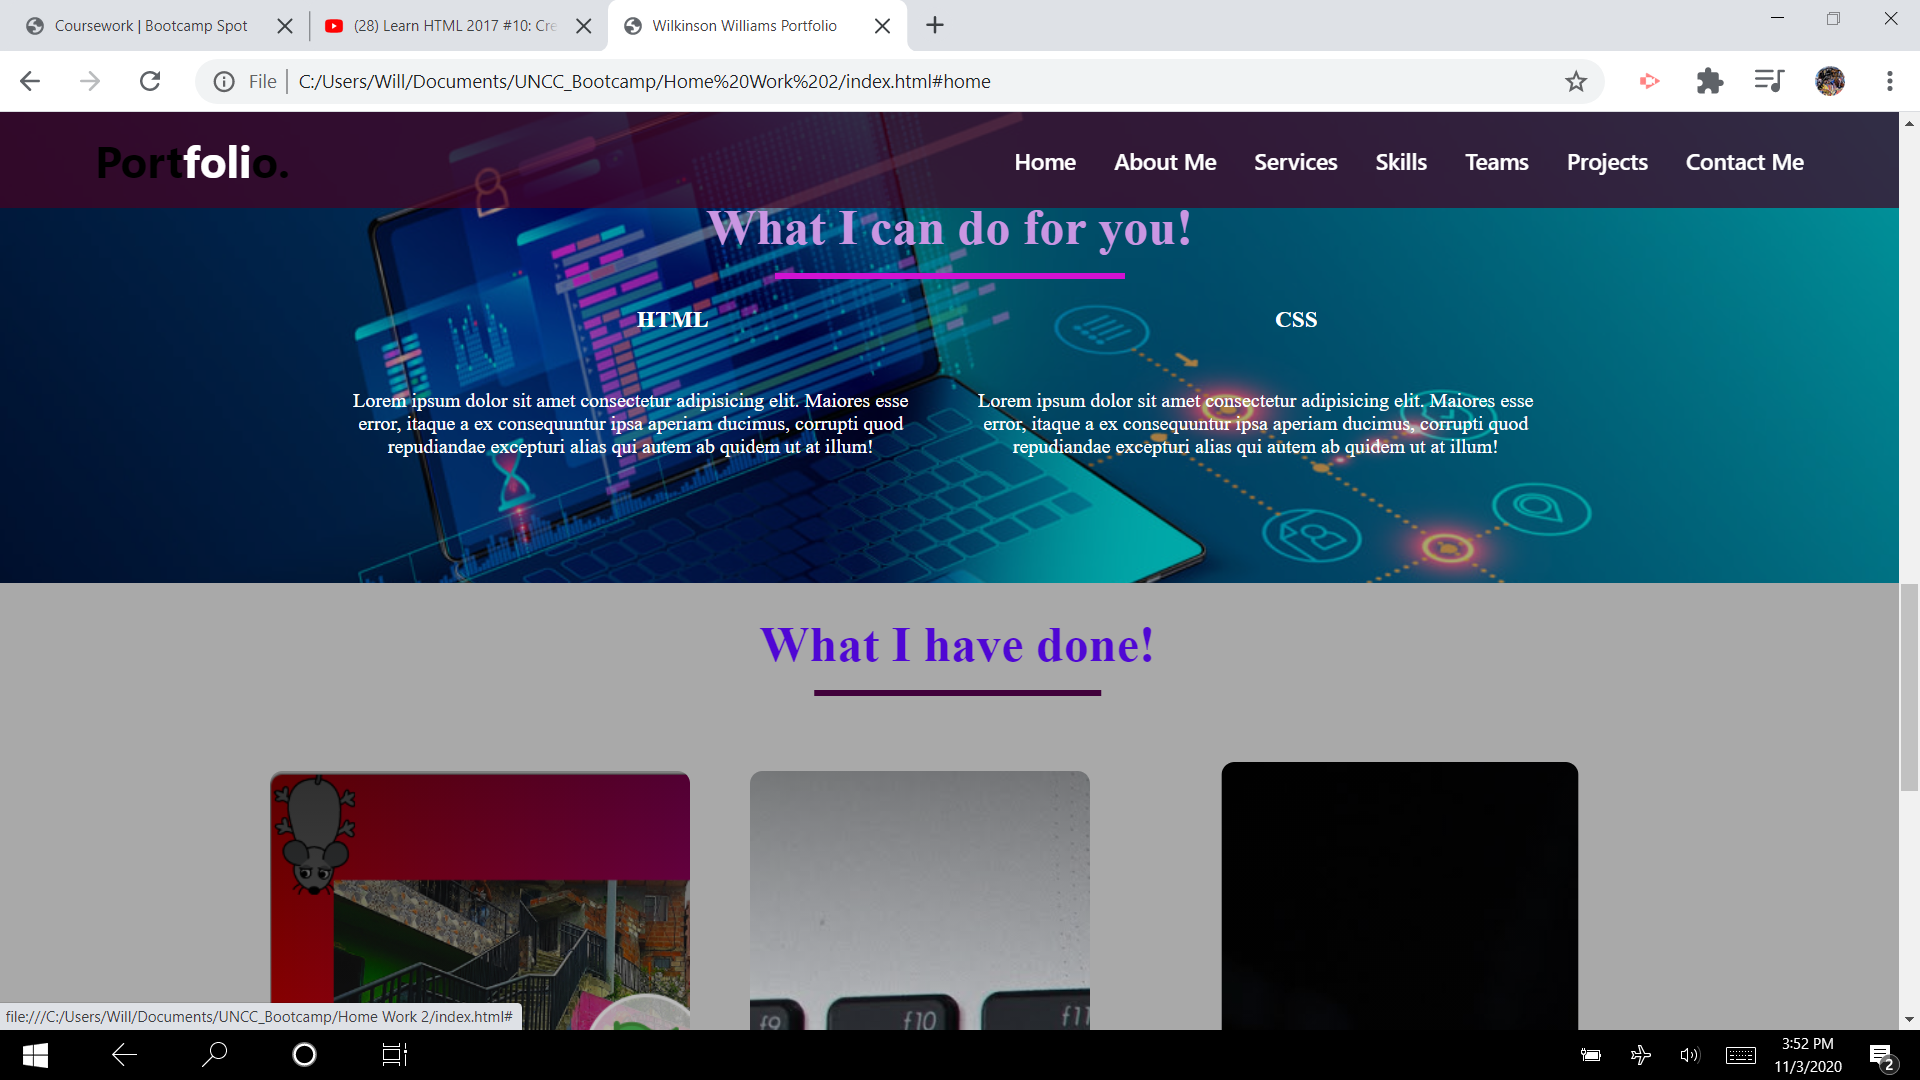 Coursework | Bootcamp Spot
(28) Learn HTML 2017 #10: Cre
Wilkinson Williams Portfolio
File
C:/Users/Will/Documents/UNCC_Bootcamp/Home%20Work%202/index.html#home
Portfolio.
Home About Me Services Skills Teams Projects Contact Me
What I can do for you!
HTML
Lorem ipsum dolor sit amet consectetur adipisicing elit. Maiores esse
error, itaque a ex consequuntur ipsa aperiam ducimus, corrupti quod
repudiandae excepturi alias qui autem ab quidem ut at illum!
CSS
Lorem ipsum dolor sit amet consectetur adipisicing elit. Maiores esse
error, itaque a ex consequuntur ipsa aperiam ducimus, corrupti quod
repudiandae excepturi alias qui autem ab quidem ut at illum!
What I have done!
f9 f10 f11
file:///C:/Users/Will/Documents/UNCC_Bootcamp/Home Work 2/index.html#
3:52 PM
11/3/2020
2